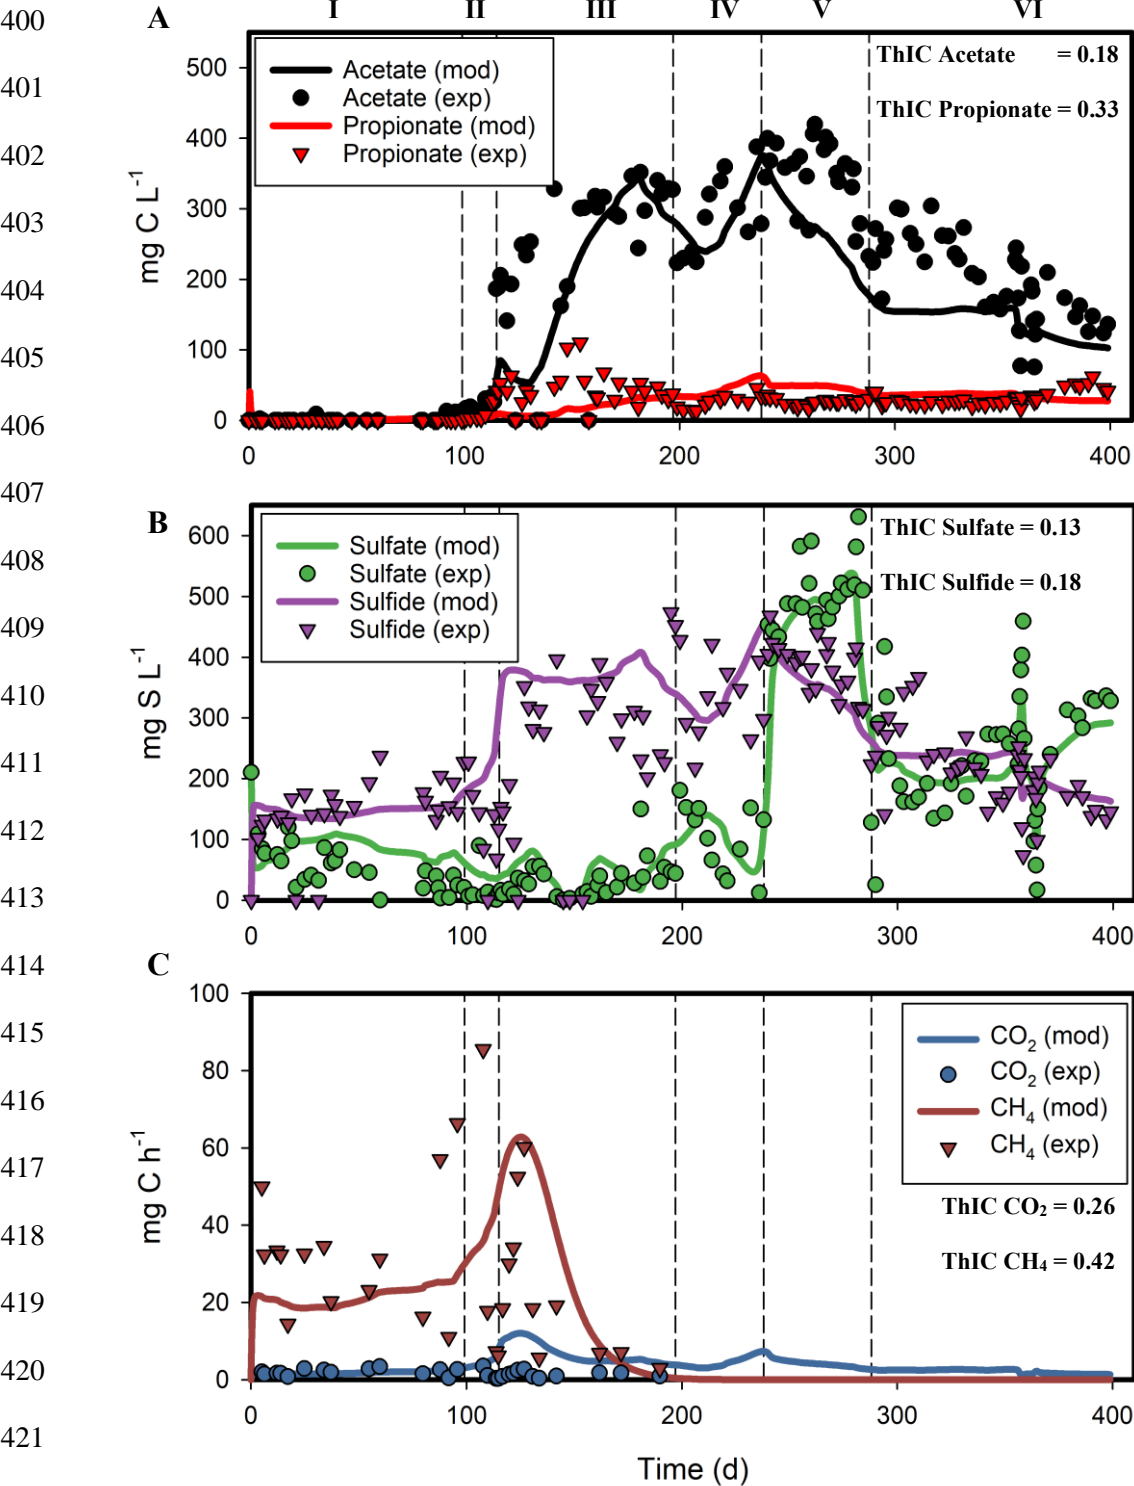 I II III IV V VI
400
A
ThIC Acetate = 0.18
500
Acetate (mod)
401
Acetate (exp)
ThIC Propionate = 0.33
Propionate (mod)
400
402
Propionate (exp)
300
403
mg C L-1
200
404
100
405
0
406
0 100 200 300 400
407
B
600
ThIC Sulfate = 0.13
Sulfate (mod)
408
Sulfate (exp)
ThIC Sulfide = 0.18
500
Sulfide (mod)
409
Sulfide (exp)
400
410
mg S L-1
300
411
200
412
100
413
0
0 100 200 300 400
414
C
100
CO2 (mod)
415
80
CO2 (exp)
416
CH4 (mod)
60
CH4 (exp)
417
mg C h-1
ThIC CO2 = 0.26
40
418
ThIC CH4 = 0.42
20
419
420
0
0 100 200 300 400
421
Time (d)